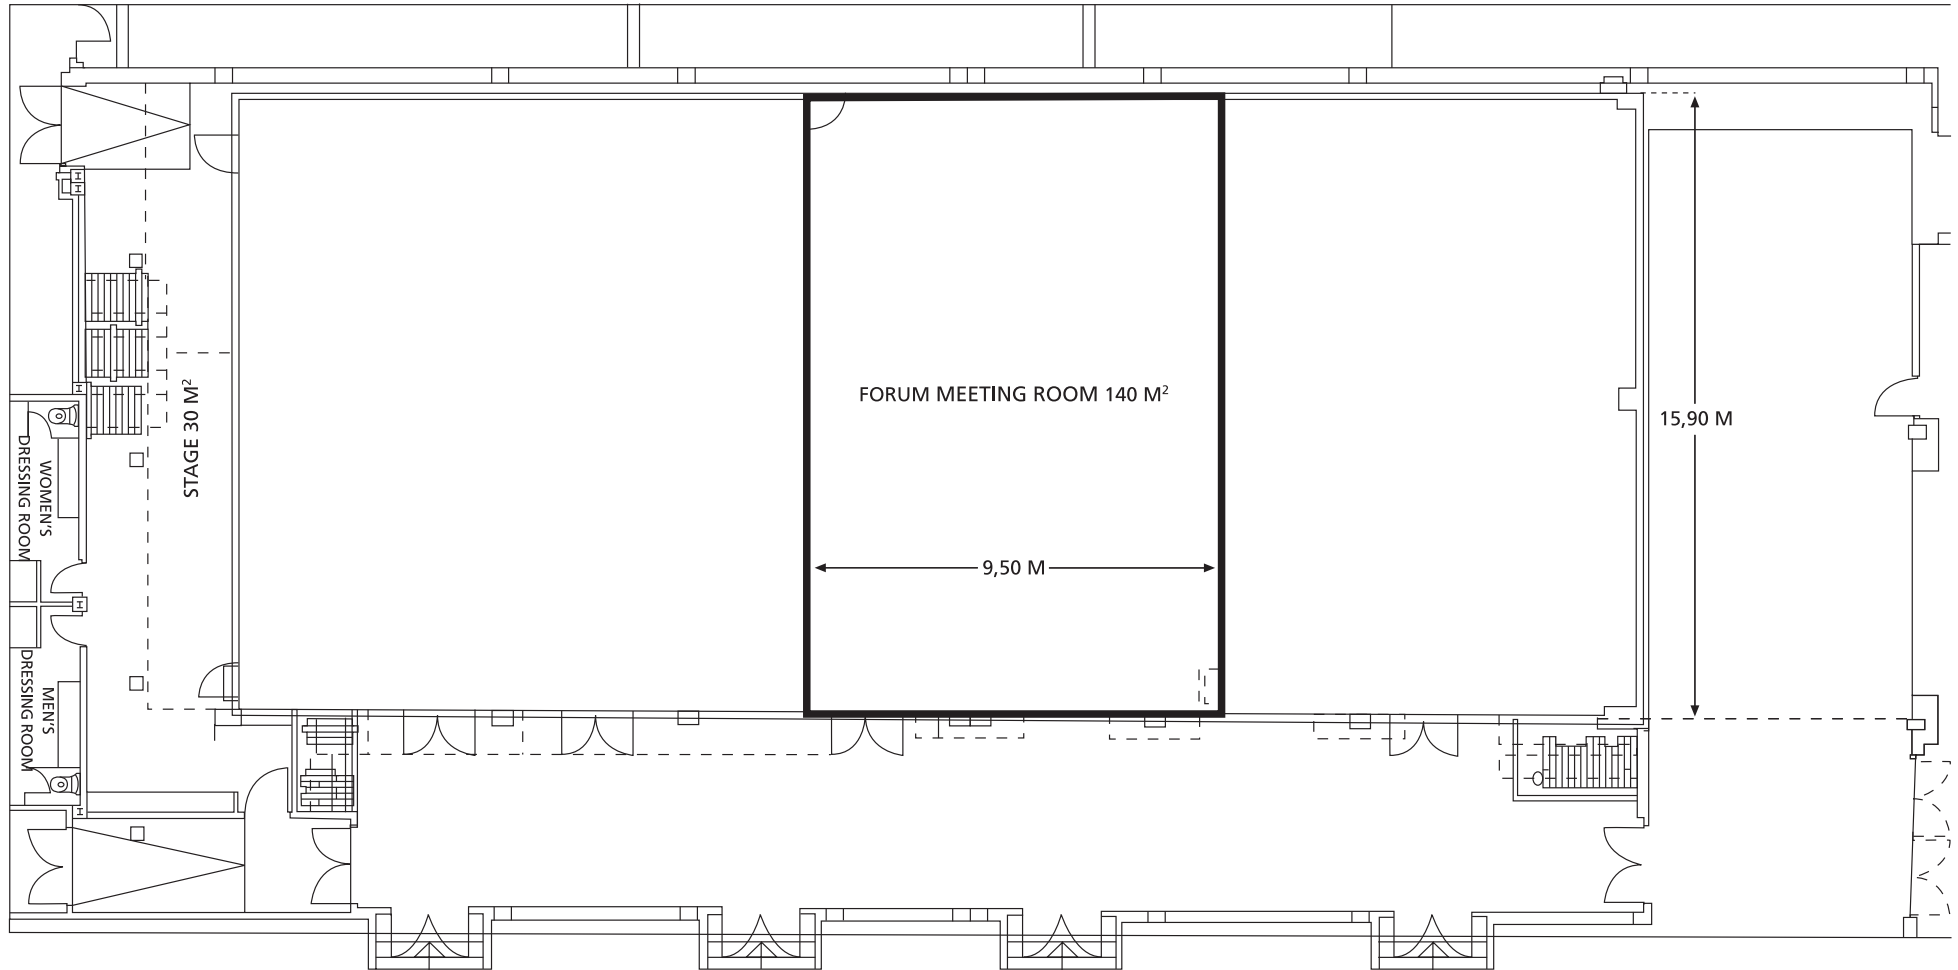 FORUM MEETING ROOM 140 M²
15,90 M
STAGE 30 M²
WOMEN'S
DRESSING ROOM
9,50 M
MEN'S
DRESSING ROOM